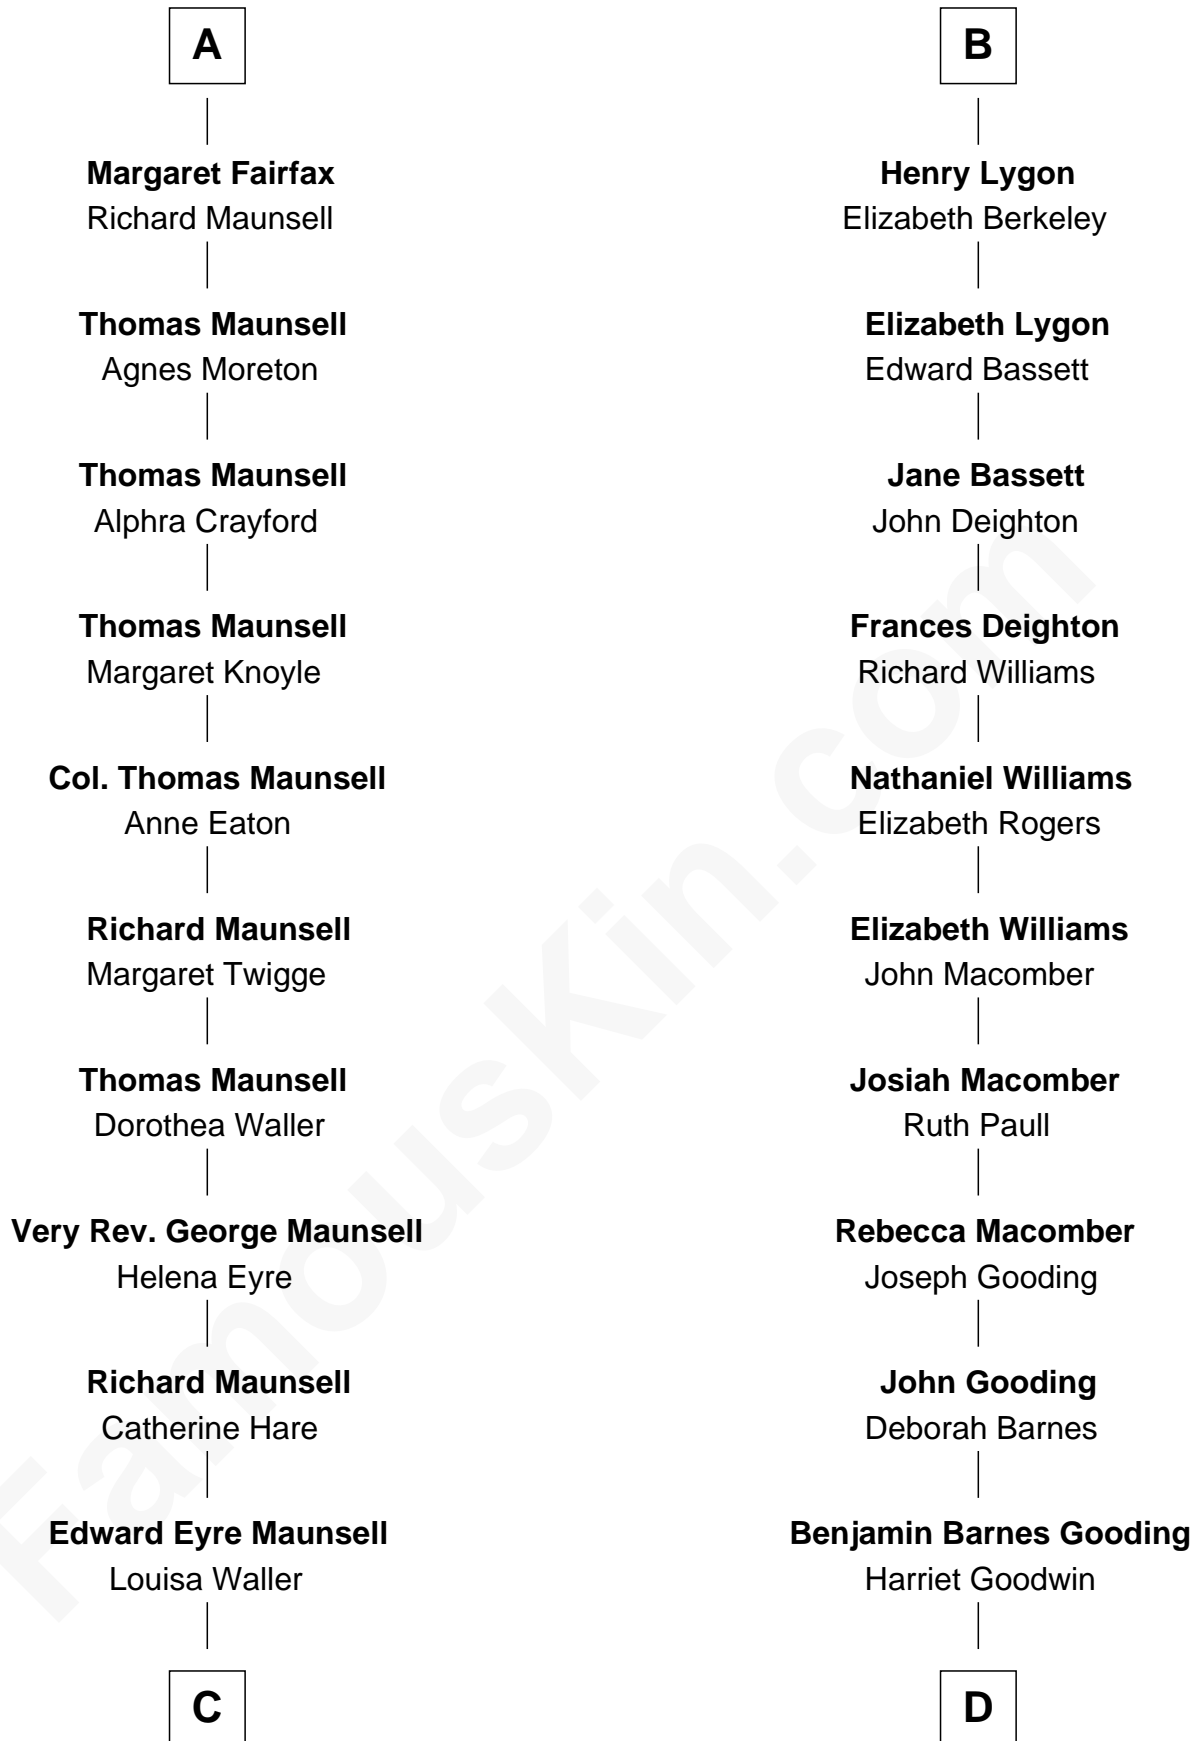 A
Margaret Fairfax
Richard Maunsell
Thomas Maunsell
Agnes Moreton
Thomas Maunsell
Alphra Crayford
Thomas Maunsell
Margaret Knoyle
Col. Thomas Maunsell
Anne Eaton
Richard Maunsell
Margaret Twigge
Thomas Maunsell
Dorothea Waller
Very Rev. George Maunsell
Helena Eyre
Richard Maunsell
Catherine Hare
Edward Eyre Maunsell
Louisa Waller
C
B
Henry Lygon
Elizabeth Berkeley
Elizabeth Lygon
Edward Bassett
Jane Bassett
John Deighton
Frances Deighton
Richard Williams
Nathaniel Williams
Elizabeth Rogers
Elizabeth Williams
John Macomber
Josiah Macomber
Ruth Paull
Rebecca Macomber
Joseph Gooding
John Gooding
Deborah Barnes
Benjamin Barnes Gooding
Harriet Goodwin
D
FamousKin.com